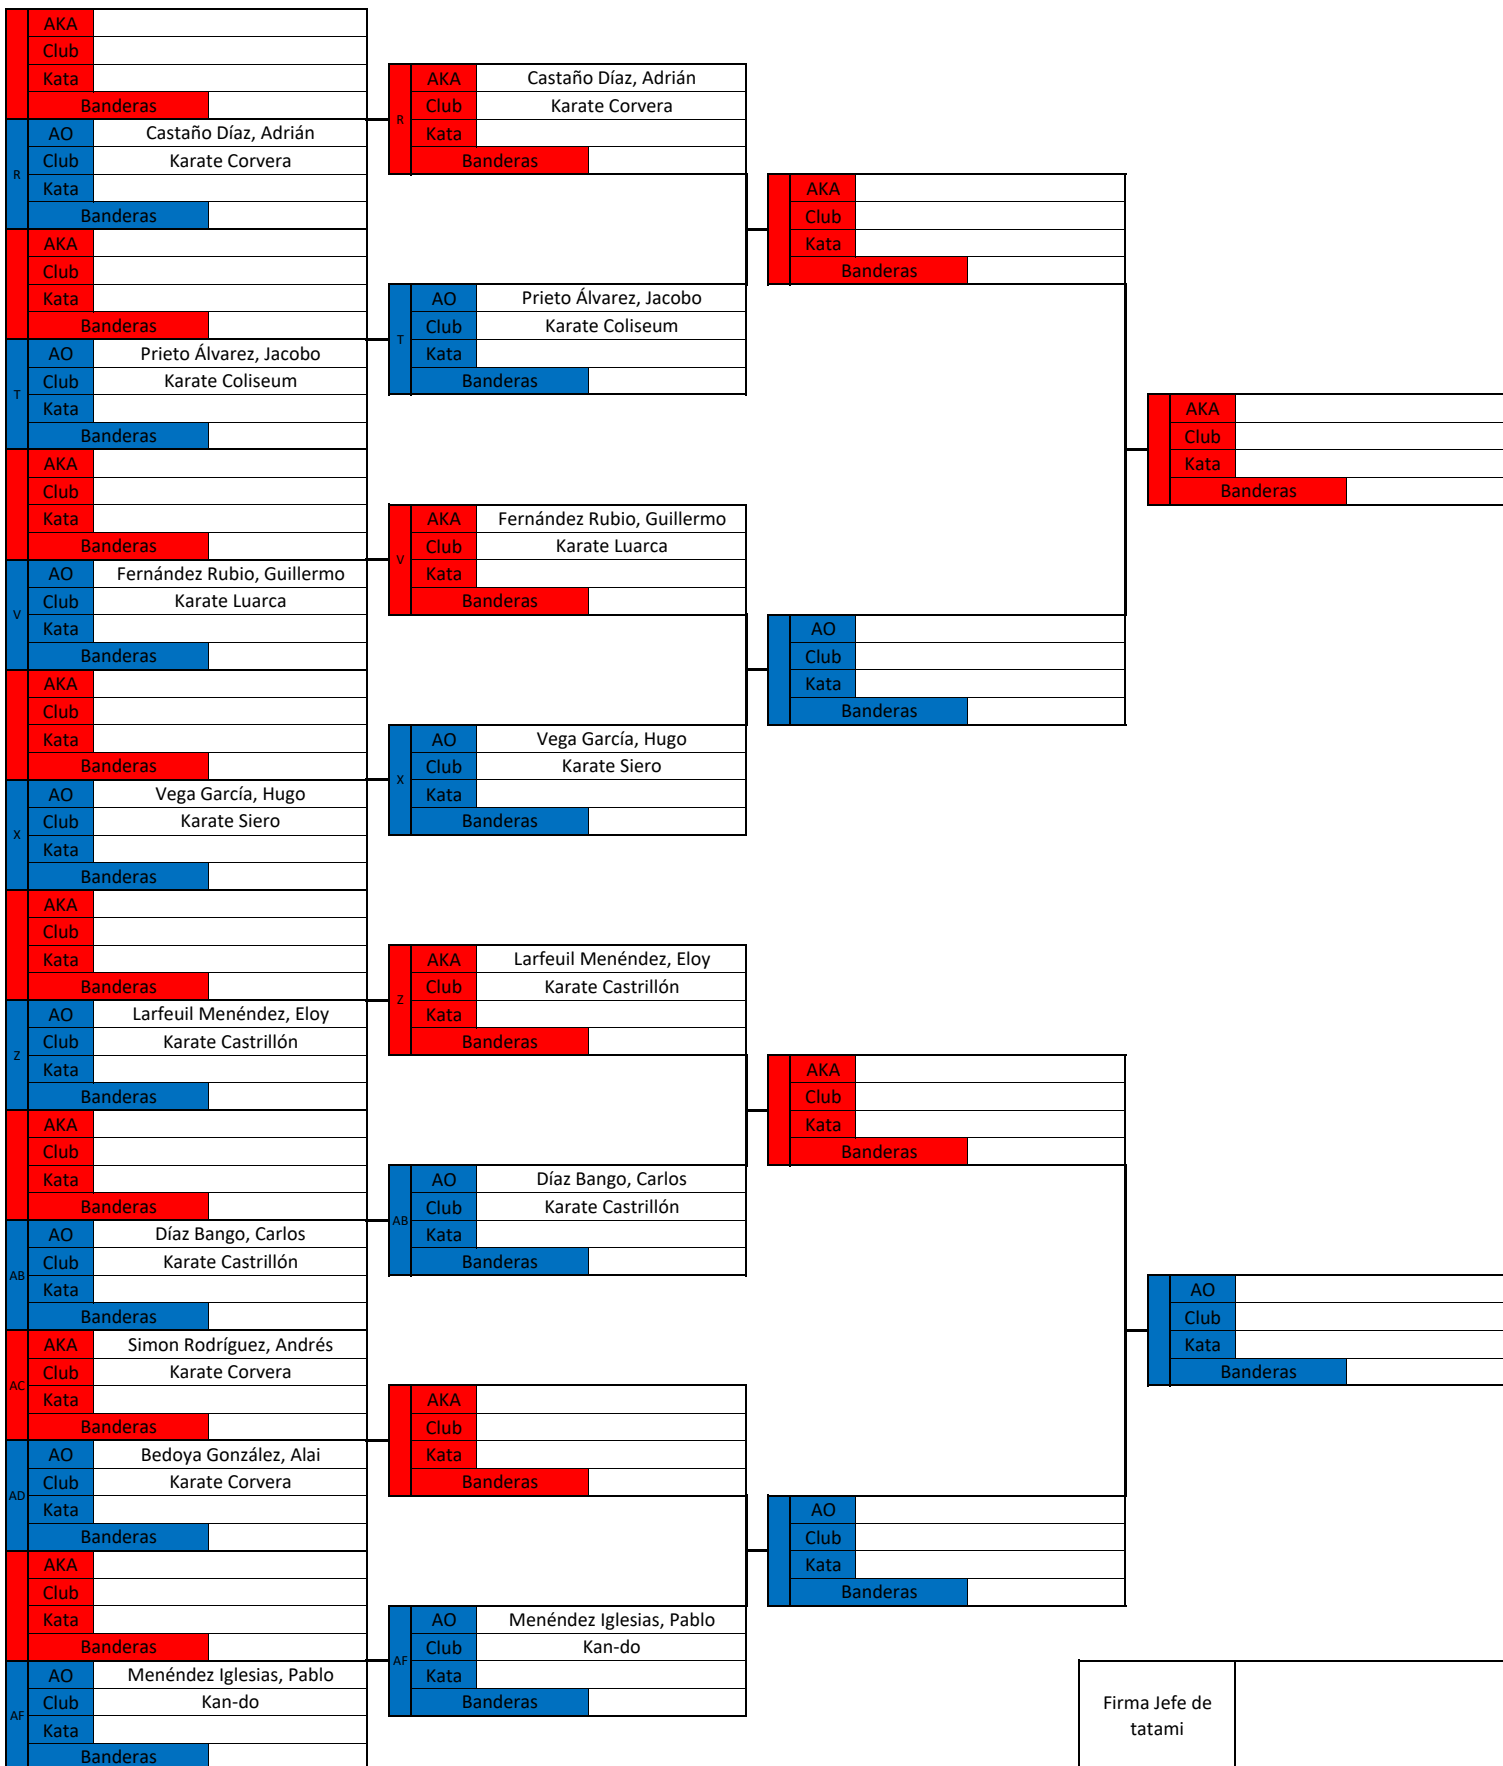 AKA
Club
Kata
Banderas
R
AO Castaño Díaz, Adrián
Club Karate Corvera
Kata
Banderas
AKA
Club
Kata
Banderas
T
AO Prieto Álvarez, Jacobo
Club Karate Coliseum
Kata
Banderas
AKA
Club
Kata
Banderas
V
AO Fernández Rubio, Guillermo
Club Karate Luarca
Kata
Banderas
AKA
Club
Kata
Banderas
X
AO Vega García, Hugo
Club Karate Siero
Kata
Banderas
AKA
Club
Kata
Banderas
Z
AO Larfeuil Menéndez, Eloy
Club Karate Castrillón
Kata
Banderas
AKA
Club
Kata
Banderas
AB
AO Díaz Bango, Carlos
Club Karate Castrillón
Kata
Banderas
AC
AKA Simon Rodríguez, Andrés
Club Karate Corvera
Kata
Banderas
AD
AO Bedoya González, Alai
Club Karate Corvera
Kata
Banderas
AKA
Club
Kata
Banderas
AF
AO Menéndez Iglesias, Pablo
Club Kan-do
Kata
Banderas
R
AKA Castaño Díaz, Adrián
Club Karate Corvera
Kata
Banderas
T
AO Prieto Álvarez, Jacobo
Club Karate Coliseum
Kata
Banderas
V
AKA Fernández Rubio, Guillermo
Club Karate Luarca
Kata
Banderas
X
AO Vega García, Hugo
Club Karate Siero
Kata
Banderas
Z
AKA Larfeuil Menéndez, Eloy
Club Karate Castrillón
Kata
Banderas
AB
AO Díaz Bango, Carlos
Club Karate Castrillón
Kata
Banderas
AKA
Club
Kata
Banderas
AF
AO Menéndez Iglesias, Pablo
Club Kan-do
Kata
Banderas
AKA
Club
Kata
Banderas
AO
Club
Kata
Banderas
AKA
Club
Kata
Banderas
AO
Club
Kata
Banderas
AKA
Club
Kata
Banderas
AO
Club
Kata
Banderas
Firma Jefe de
tatami